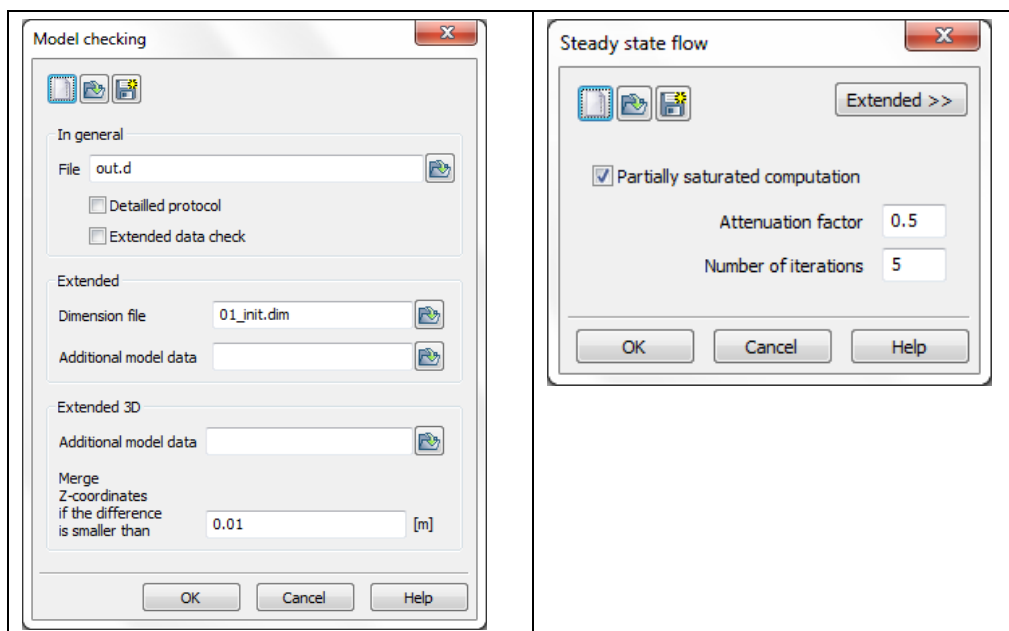 Model checking
In general
File out.d
Detailled protocol
Extended data check
Extended
Dimension file 01_init.dim
Additional model data
Extended 3D
Additional model data
Merge
Z-coordinates
if the difference
is smaller than 0.01 [m]
OK Cancel Help
Steady state flow
Extended >>
Partially saturated computation
Attenuation factor 0.5
Number of iterations 5
OK Cancel Help